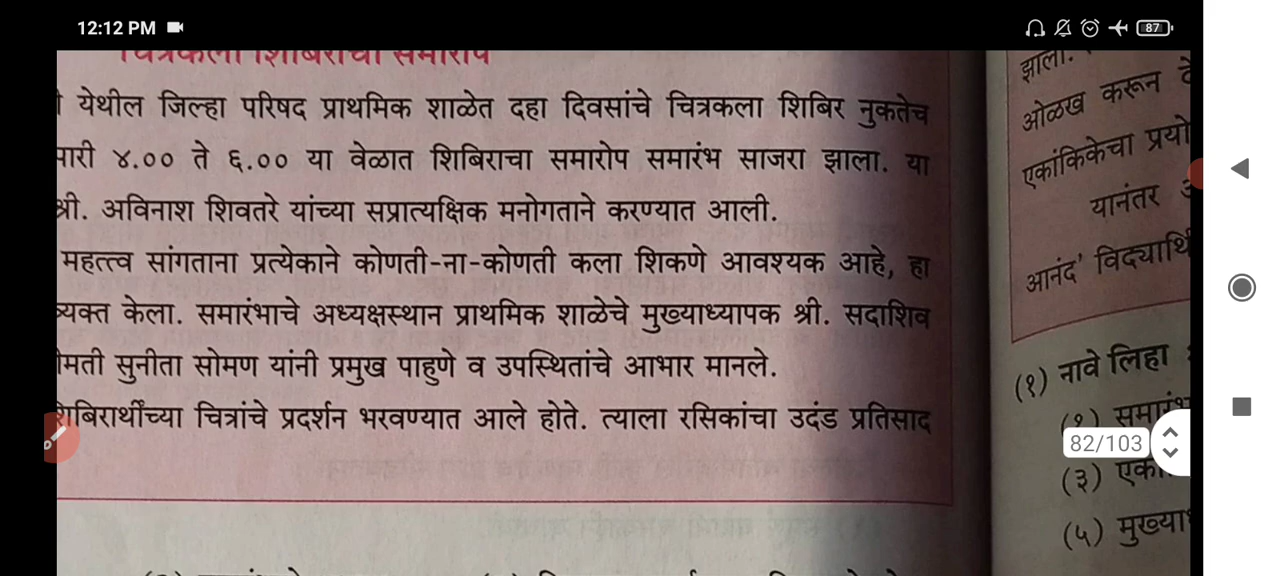 12:12 PM
87
चित्रकला शिबिराचा समारोप
येथील जिल्हा परिषद प्राथमिक शाळेत दहा दिवसांचे चित्रकला शिबिर नुकतेच
४.०० ते ६.०० या वेळात शिबिराचा समारोप समारंभ साजरा झाला. या
श्री. अविनाश शिवतरे यांच्या सप्रात्यक्षिक मनोगताने करण्यात आली.
महत्त्व सांगताना प्रत्येकाने कोणती-ना-कोणती कला शिकणे आवश्यक आहे, हा
व्यक्त केला. समारंभाचे अध्यक्षस्थान प्राथमिक शाळेचे मुख्याध्यापक श्री. सदाशिव
सुनीता सोमण यांनी प्रमुख पाहुणे व उपस्थितांचे आभार मानले.
शिबिरार्थींच्या चित्रांचे प्रदर्शन भरवण्यात आले होते. त्याला रसिकांचा उदंड प्रतिसाद
झाला.
ओळख करून
एकांकिकेचा
यानंतर
आनंद'
(१) नावे लिहा
(१)
(३)
(५)
82/103